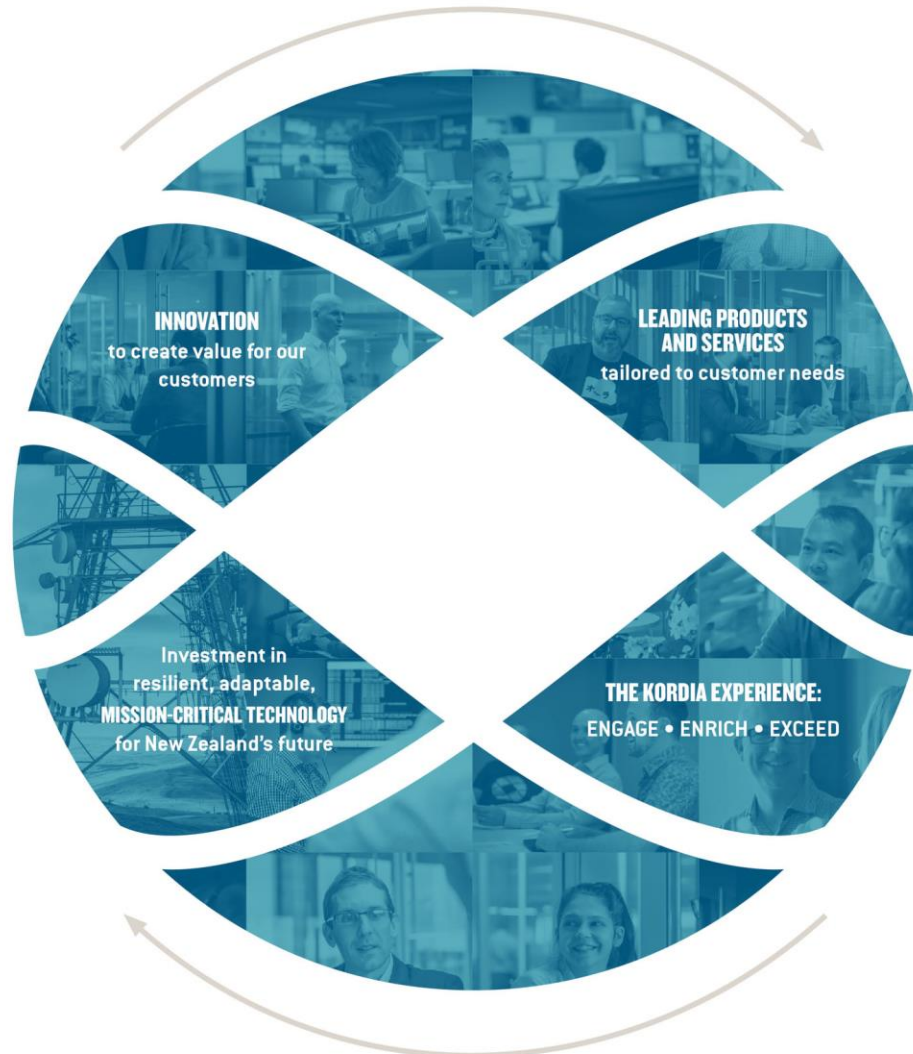 INNOVATION
to create value for our
customers
LEADING PRODUCTS
AND SERVICES
tailored to customer needs
Investment in
resilient, adaptable,
MISSION-CRITICAL TECHNOLOGY
for New Zealand's future
THE KORDIA EXPERIENCE:
ENGAGE • ENRICH • EXCEED